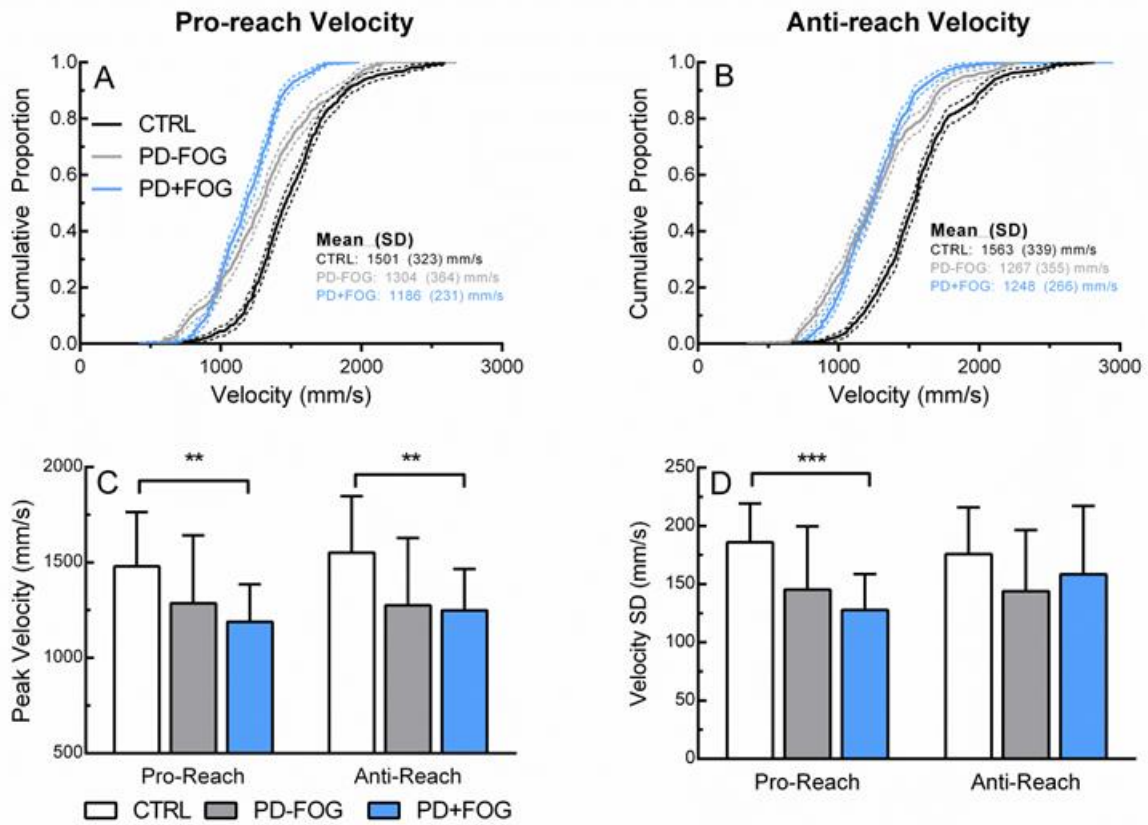 Pro-reach Velocity
A
Cumulative Proportion
1.0
0.8
0.6
0.4
0.2
0.0
CTRL
PD-FOG
PD+FOG
Mean (SD)
CTRL: 1501 (323) mm/s
PD-FOG: 1304 (364) mm/s
PD+FOG: 1186 (231) mm/s
0 1000 2000 3000
Velocity (mm/s)
Anti-reach Velocity
B
Cumulative Proportion
1.0
0.8
0.6
0.4
0.2
0.0
Mean (SD)
CTRL: 1563 (339) mm/s
PD-FOG: 1267 (355) mm/s
PD+FOG: 1248 (266) mm/s
0 1000 2000 3000
Velocity (mm/s)
C
Peak Velocity (mm/s)
2000
1500
1000
500
** **
Pro-Reach Anti-Reach
CTRL PD-FOG PD+FOG
D
Velocity SD (mm/s)
250
200
150
100
50
0
***
Pro-Reach Anti-Reach